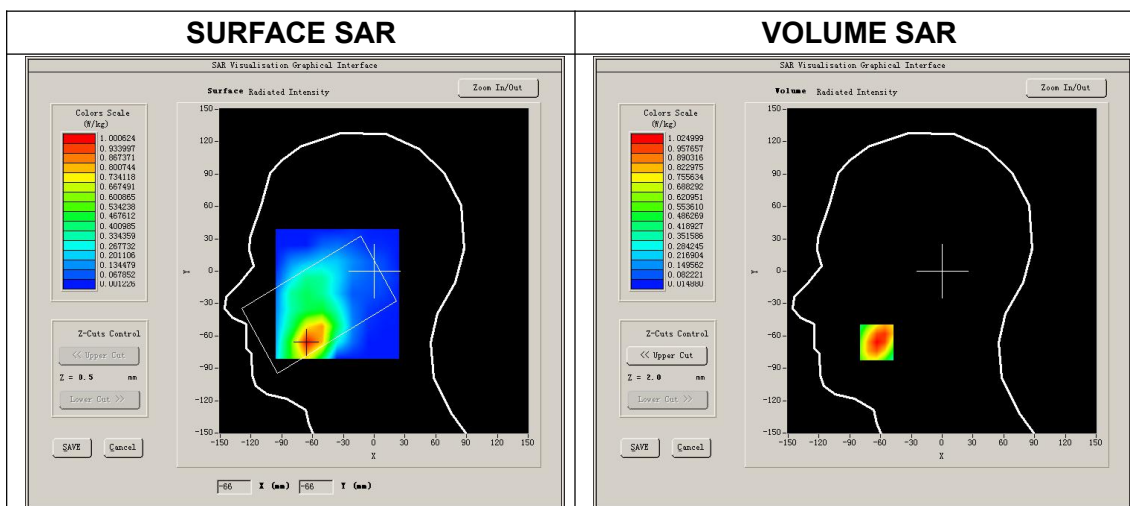 SURFACE SAR
VOLUME SAR
SAR Visualisation Graphical Interface
Surface Radiated Intensity
Zoom In/Out
Colors Scale
(W/kg)
1.000624
0.933997
0.867371
0.800744
0.734118
0.667491
0.600865
0.534238
0.467612
0.400985
0.334359
0.267732
0.201106
0.134479
0.067852
0.001226
Z-Cuts Control
<< Upper Cut
Z = 0.5 mm
Lower Cut >>
SAVE Cancel
150
120
90
60
30
0
-30
-60
-90
-120
-150
Y
-150 -120 -90 -60 -30 0 30 60 90 120 150
X
-66 X (mm) -66 Y (mm)
SAR Visualisation Graphical Interface
Volume Radiated Intensity
Zoom In/Out
Colors Scale
(W/kg)
1.024999
0.957657
0.890316
0.822975
0.755634
0.688292
0.620951
0.553610
0.486269
0.418927
0.351586
0.284245
0.216904
0.149562
0.082221
0.014880
Z-Cuts Control
<< Upper Cut
Z = 2.0 mm
Lower Cut >>
SAVE Cancel
150
120
90
60
30
0
-30
-60
-90
-120
-150
Y
-150 -120 -90 -60 -30 0 30 60 90 120 150
X